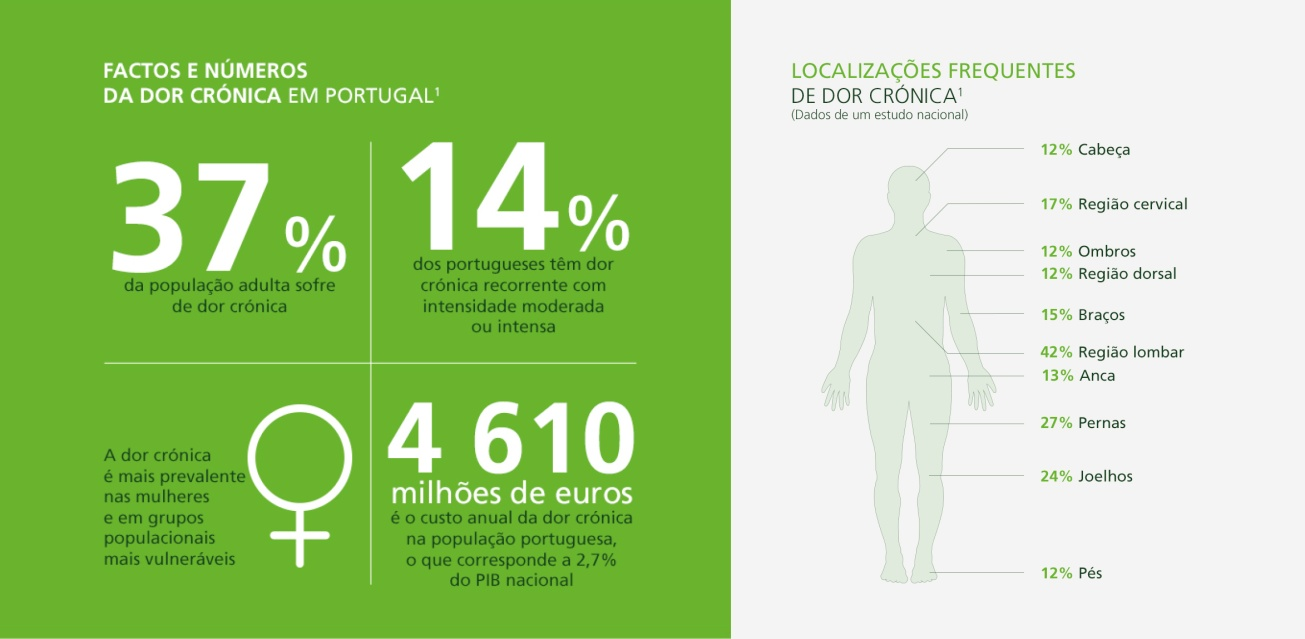 FACTOS E NÚMEROS
DA DOR CRÓNICA EM PORTUGAL¹
37%
da população adulta sofre
de dor crónica
14%
dos portugueses têm dor
crónica recorrente com
intensidade moderada
ou intensa
A dor crónica
é mais prevalente
nas mulheres
e em grupos
populacionais
mais vulneráveis
4 610
milhões de euros
é o custo anual da dor crónica
na população portuguesa,
o que corresponde a 2,7%
do PIB nacional
LOCALIZAÇÕES FREQUENTES
DE DOR CRÓNICA¹
(Dados de um estudo nacional)
12% Cabeça
17% Região cervical
12% Ombros
12% Região dorsal
15% Braços
42% Região lombar
13% Anca
27% Pernas
24% Joelhos
12% Pés